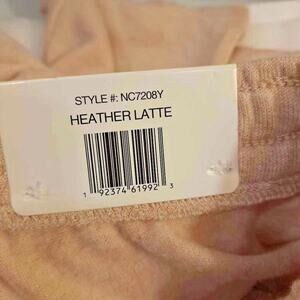 STYLE #: NC7208Y
HEATHER LATTE
1 92374 61992 3